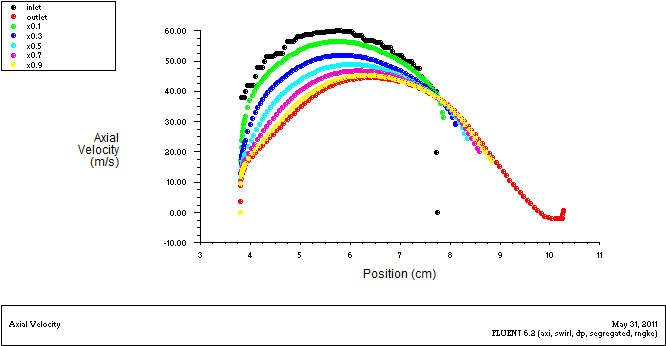 inlet
outlet
x0.1
x0.3
x0.5
x0.7
x0.9
60.00
50.00
40.00
30.00
20.00
10.00
0.00
-10.00
Axial
Velocity
(m/s)
3 4 5 6 7 8 9 10 11
Position (cm)
Axial Velocity
May 31, 2011
FLUENT 6.2 (axi, swirl, dp, segregated, rngke)